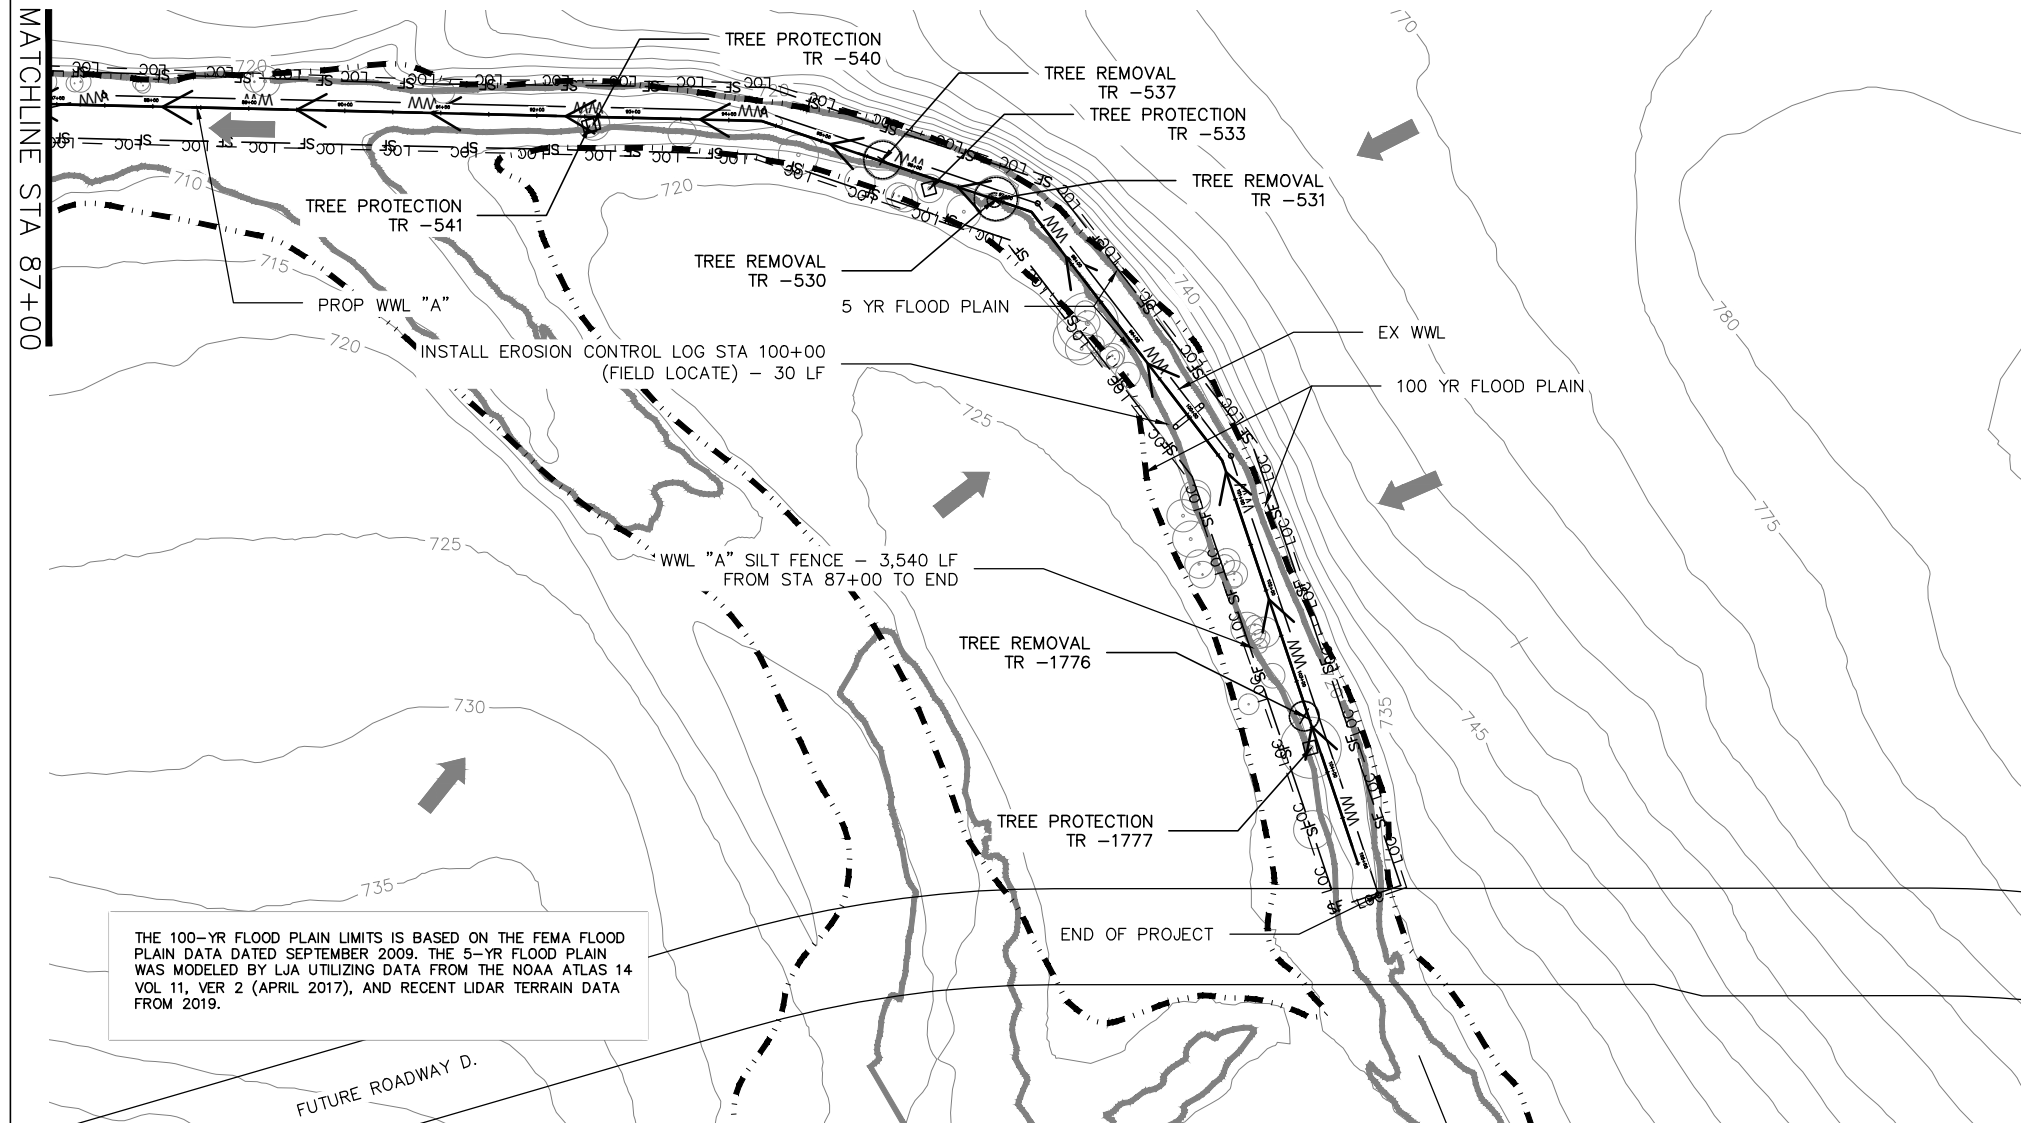 MATCHLINE STA 87+00
TREE PROTECTION
TR -540
TREE REMOVAL
TR -537
TREE PROTECTION
TR -533
TREE REMOVAL
TR -531
TREE PROTECTION
TR -541
TREE REMOVAL
TR -530
5 YR FLOOD PLAIN
PROP WWL "A"
EX WWL
INSTALL EROSION CONTROL LOG STA 100+00
(FIELD LOCATE) – 30 LF
100 YR FLOOD PLAIN
WWL "A" SILT FENCE – 3,540 LF
FROM STA 87+00 TO END
TREE REMOVAL
TR -1776
TREE PROTECTION
TR -1777
END OF PROJECT
THE 100-YR FLOOD PLAIN LIMITS IS BASED ON THE FEMA FLOOD
PLAIN DATA DATED SEPTEMBER 2009. THE 5-YR FLOOD PLAIN
WAS MODELED BY LJA UTILIZING DATA FROM THE NOAA ATLAS 14
VOL 11, VER 2 (APRIL 2017), AND RECENT LIDAR TERRAIN DATA
FROM 2019.
FUTURE ROADWAY D.
720
720
710
715
720
720
725
725
730
735
770
740
780
775
745
735